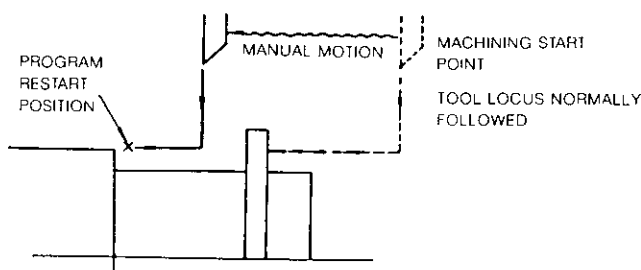 PROGRAM
RESTART
POSITION
MANUAL MOTION
MACHINING START
POINT
TOOL LOCUS NORMALLY
FOLLOWED